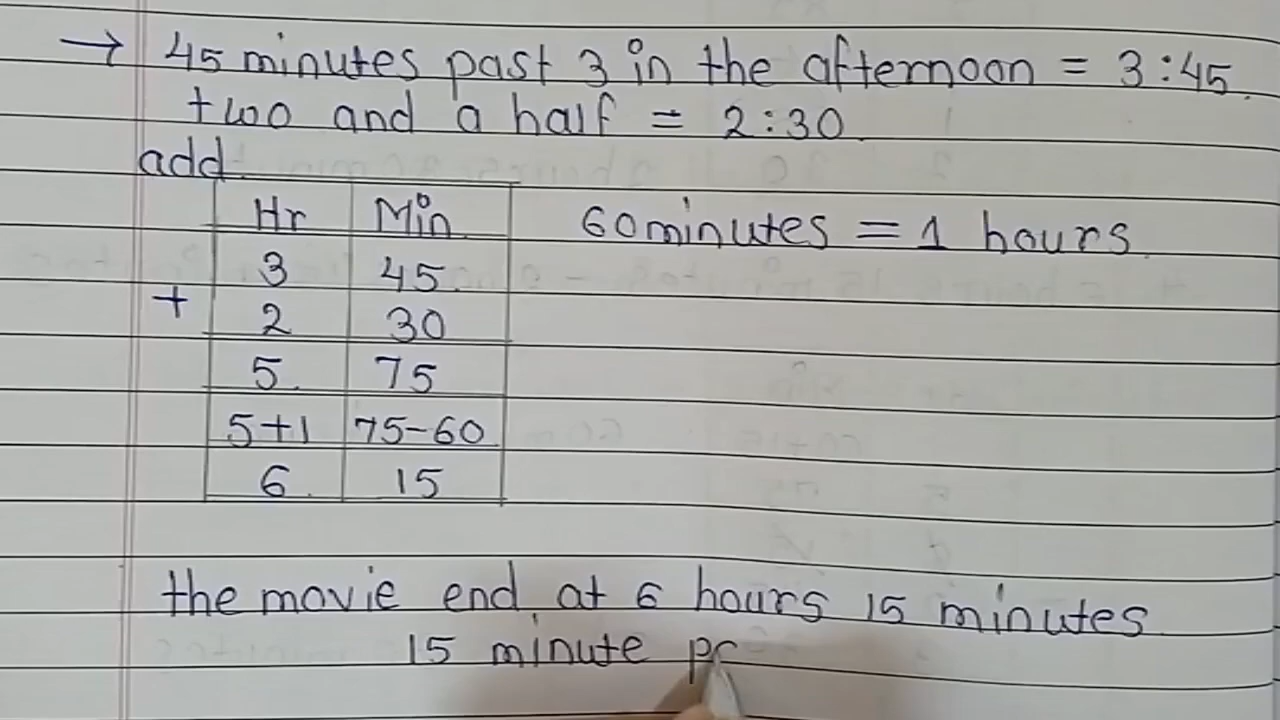 → 45 minutes past 3 in the afternoon = 3:45.
two and a half = 2:30.
add.
Hr Min.
60 minutes = 1 hours.
3 45.
+
2 30
5. 75
5+1 75-60
6. 15
the movie end at 6 hours 15 minutes.
15 minute